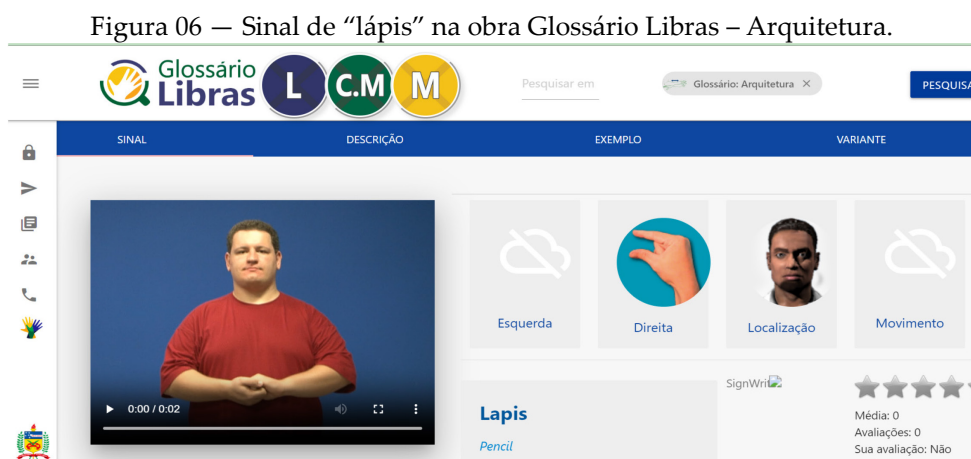 Figura 06 — Sinal de “lápis” na obra Glossário Libras – Arquitetura.
Glossário
Libras
L
C.M
M
Pesquisar em
Glossário: Arquitetura ×
PESQUISA
SINAL
DESCRIÇÃO
EXEMPLO
VARIANTE
Esquerda
Direita
Localização
Movimento
0:00 / 0:02
Lapis
Pencil
SignWrit
Média: 0
Avaliações: 0
Sua avaliação: Não